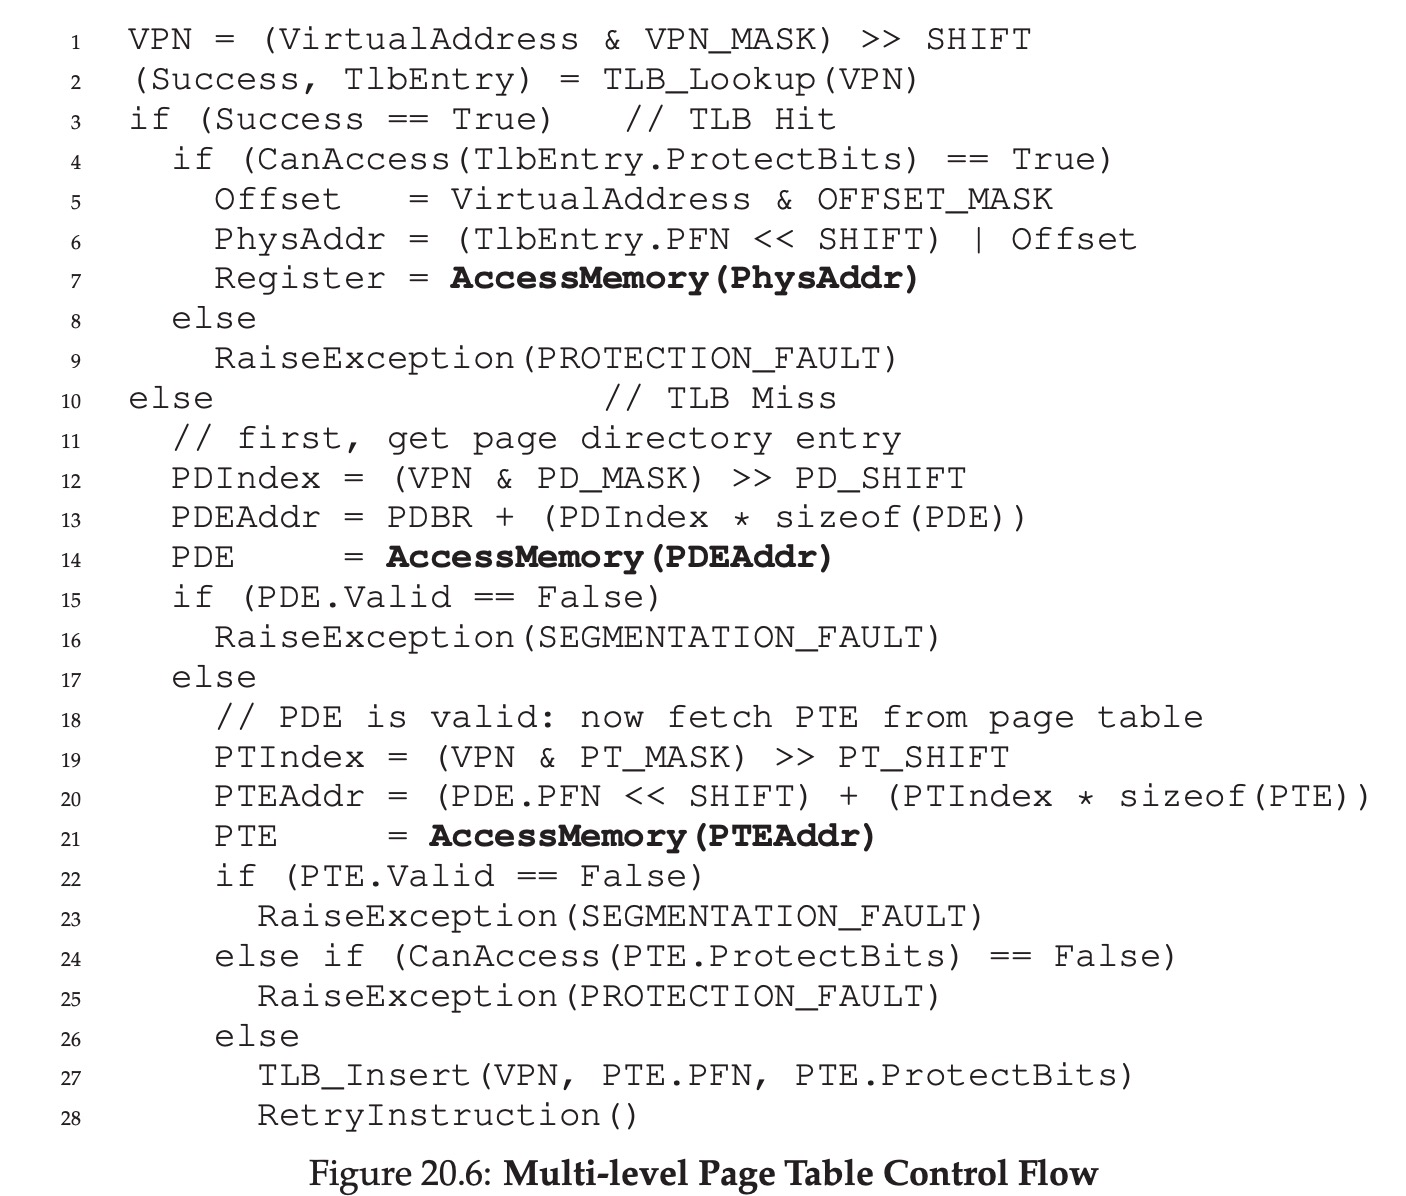 1 VPN = (VirtualAddress & VPN_MASK) >> SHIFT
2 (Success, TlbEntry) = TLB_Lookup(VPN)
3 if (Success == True)   // TLB Hit
4   if (CanAccess(TlbEntry.ProtectBits) == True)
5     Offset   = VirtualAddress & OFFSET_MASK
6     PhysAddr = (TlbEntry.PFN << SHIFT) | Offset
7     Register = AccessMemory(PhysAddr)
8   else
9     RaiseException(PROTECTION_FAULT)
10 else                  // TLB Miss
11   // first, get page directory entry
12   PDIndex = (VPN & PD_MASK) >> PD_SHIFT
13   PDEAddr = PDBR + (PDIndex * sizeof(PDE))
14   PDE     = AccessMemory(PDEAddr)
15   if (PDE.Valid == False)
16     RaiseException(SEGMENTATION_FAULT)
17   else
18     // PDE is valid: now fetch PTE from page table
19     PTIndex = (VPN & PT_MASK) >> PT_SHIFT
20     PTEAddr = (PDE.PFN << SHIFT) + (PTIndex * sizeof(PTE))
21     PTE     = AccessMemory(PTEAddr)
22     if (PTE.Valid == False)
23       RaiseException(SEGMENTATION_FAULT)
24     else if (CanAccess(PTE.ProtectBits) == False)
25       RaiseException(PROTECTION_FAULT)
26     else
27       TLB_Insert(VPN, PTE.PFN, PTE.ProtectBits)
28       RetryInstruction()
Figure 20.6: Multi-level Page Table Control Flow